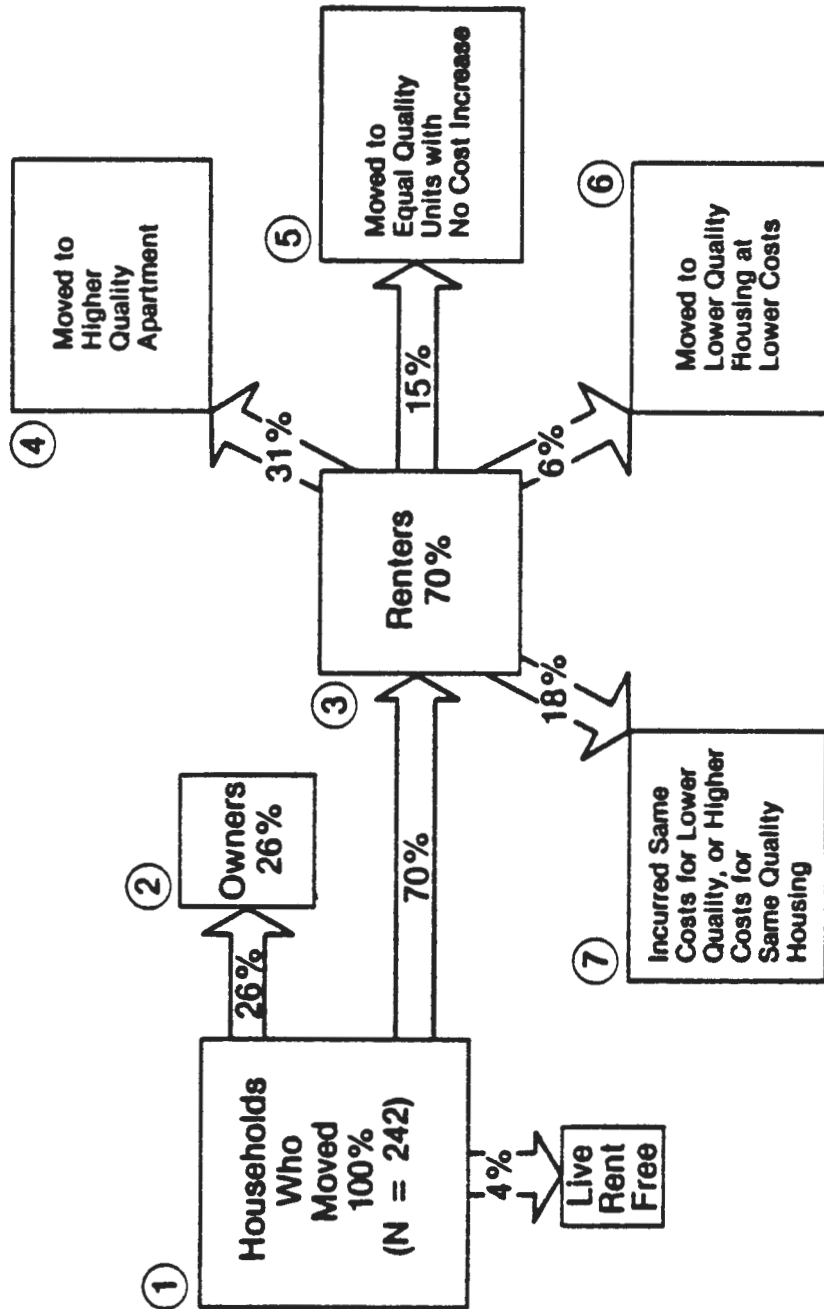 1
Households
Who
Moved
100%
(N = 242)
26%
2
Owners
26%
4%
Live
Rent
Free
70%
3
Renters
70%
31%
4
Moved to
Higher
Quality
Apartment
15%
5
Moved to
Equal Quality
Units with
No Cost Increase
6%
6
Moved to
Lower Quality
Housing at
Lower Costs
18%
7
Incurred Same
Costs for Lower
Quality, or Higher
Costs for
Same Quality
Housing